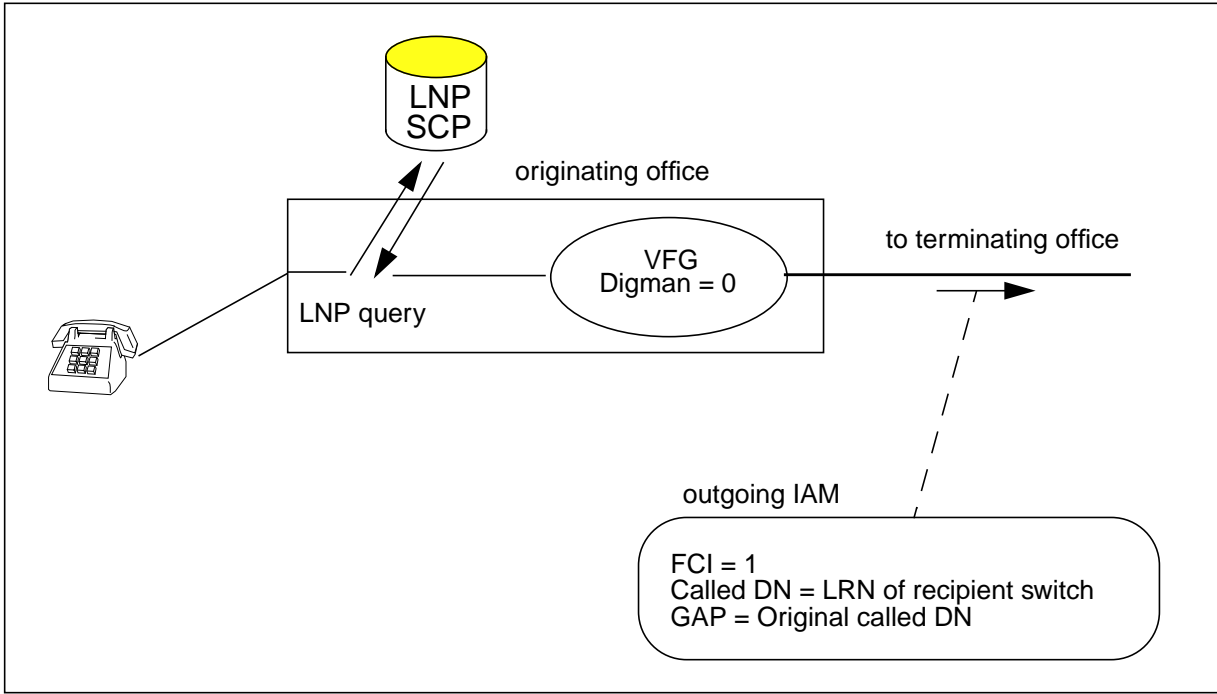 LNP
SCP
originating office
to terminating office
VFG
Digman = 0
LNP query
outgoing IAM
FCI = 1
Called DN = LRN of recipient switch
GAP = Original called DN